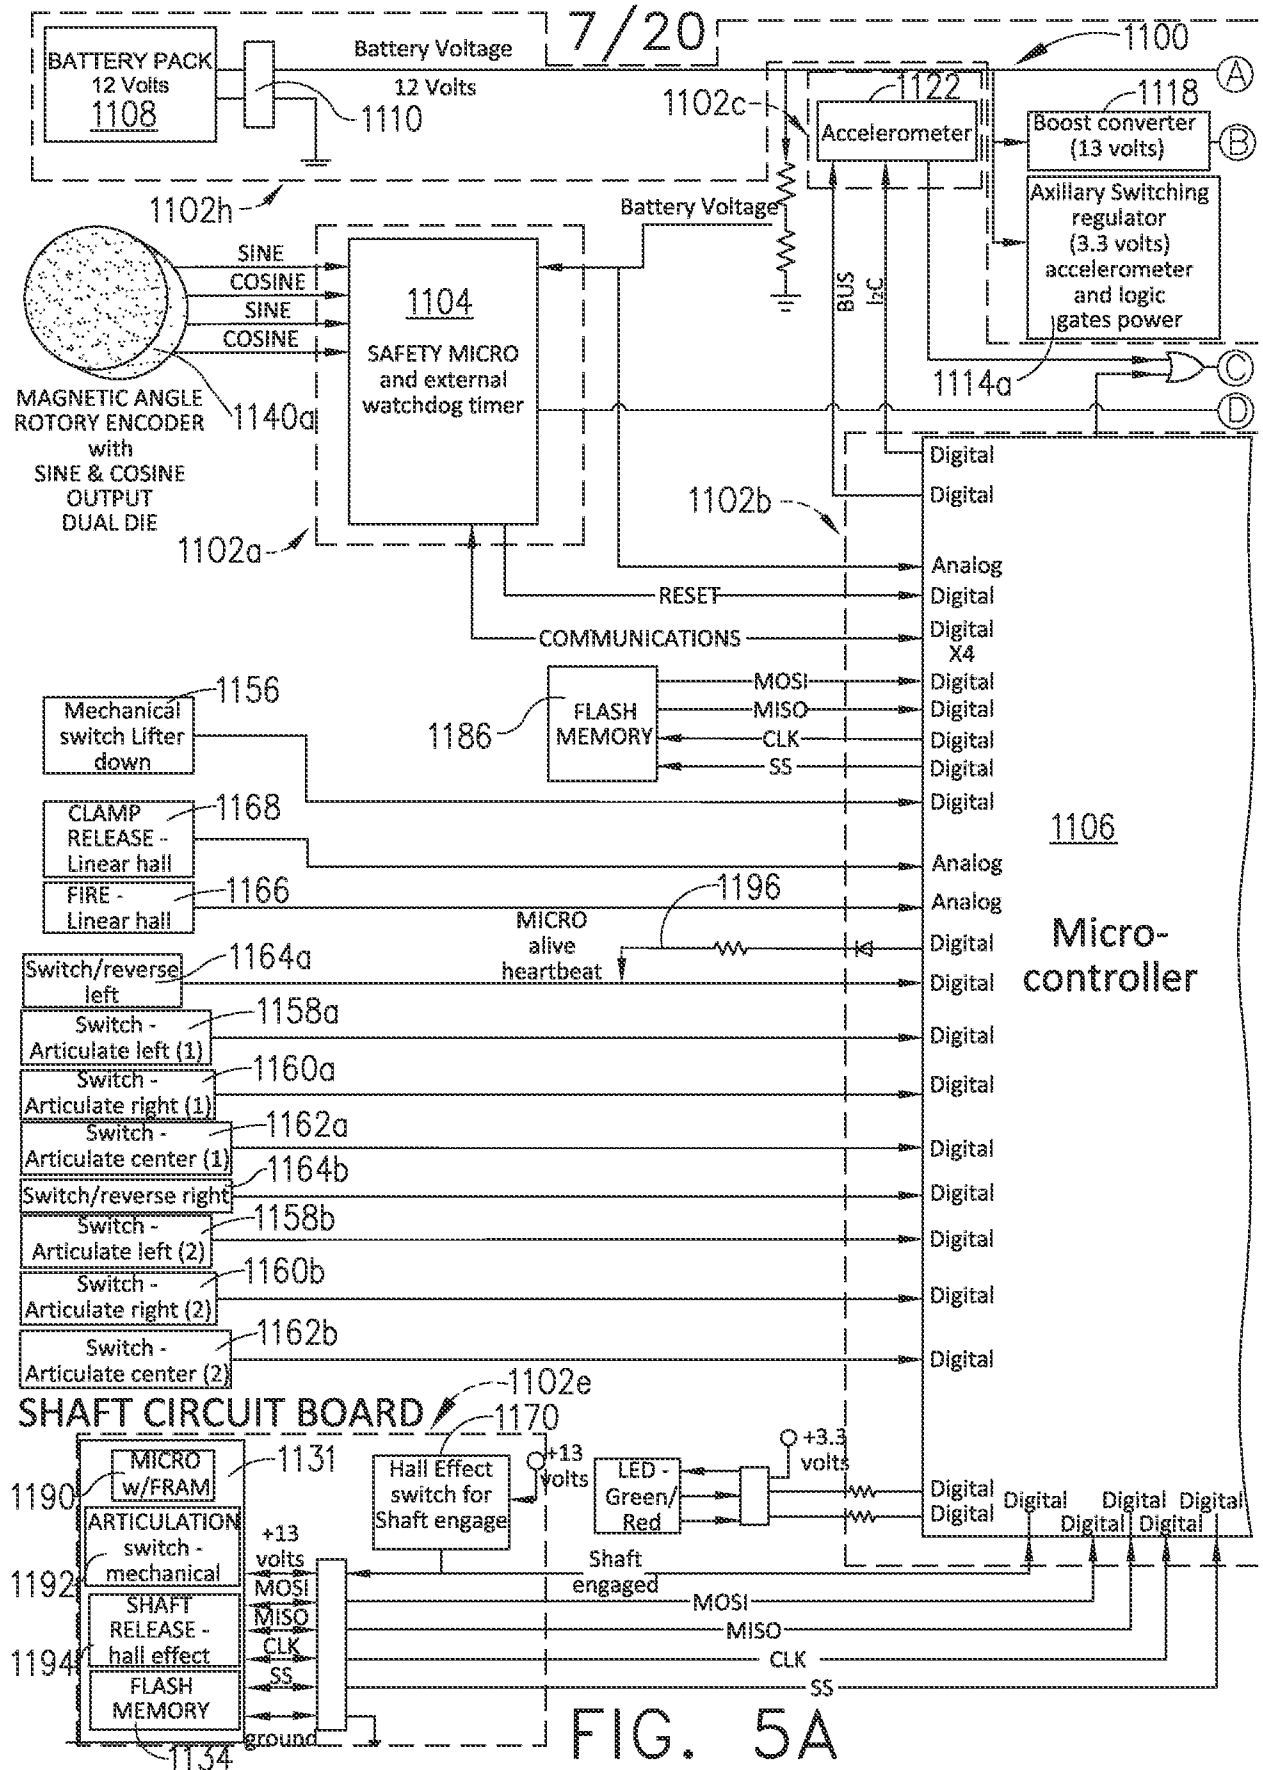 7/20
BATTERY PACK
12 Volts
1108
1110
Battery Voltage
12 Volts
1102h
1100
A
1102c
1122
Accelerometer
1118
Boost converter
(13 volts)
B
Axillary Switching
regulator
(3.3 volts)
accelerometer
and logic
gates power
1114a
C
D
Battery Voltage
BUS
I2C
SINE
COSINE
SINE
COSINE
1140a
MAGNETIC ANGLE
ROTORY ENCODER
with
SINE & COSINE
OUTPUT
DUAL DIE
1104
SAFETY MICRO
and external
watchdog timer
1102a
1102b
Digital
Digital
Analog
RESET
Digital
COMMUNICATIONS
Digital
X4
FLASH
MEMORY
1186
MOSI
Digital
MISO
Digital
CLK
Digital
SS
Digital
1156
Mechanical
switch Lifter
down
Digital
1168
CLAMP
RELEASE -
Linear hall
Analog
1166
FIRE -
Linear hall
Analog
1106
Micro-
controller
1196
MICRO
alive
heartbeat
Digital
1164a
Switch/reverse
left
Digital
1158a
Switch -
Articulate left (1)
Digital
1160a
Switch -
Articulate right (1)
Digital
1162a
Switch -
Articulate center (1)
Digital
1164b
Switch/reverse right
Digital
1158b
Switch -
Articulate left (2)
Digital
1160b
Switch -
Articulate right (2)
Digital
1162b
Switch -
Articulate center (2)
Digital
SHAFT CIRCUIT BOARD
1102e
1131
MICRO
w/FRAM
1190
ARTICULATION
switch -
mechanical
1192
SHAFT
RELEASE -
hall effect
1194
FLASH
MEMORY
1134
+13
volts
MOSI
MISO
CLK
SS
ground
1170
Hall Effect
switch for
Shaft engage
+13
volts
LED -
Green/
Red
+3.3
volts
Digital
Digital
Digital
Digital
Digital
Digital
Digital
Shaft
engaged
MOSI
MISO
CLK
SS
FIG. 5A